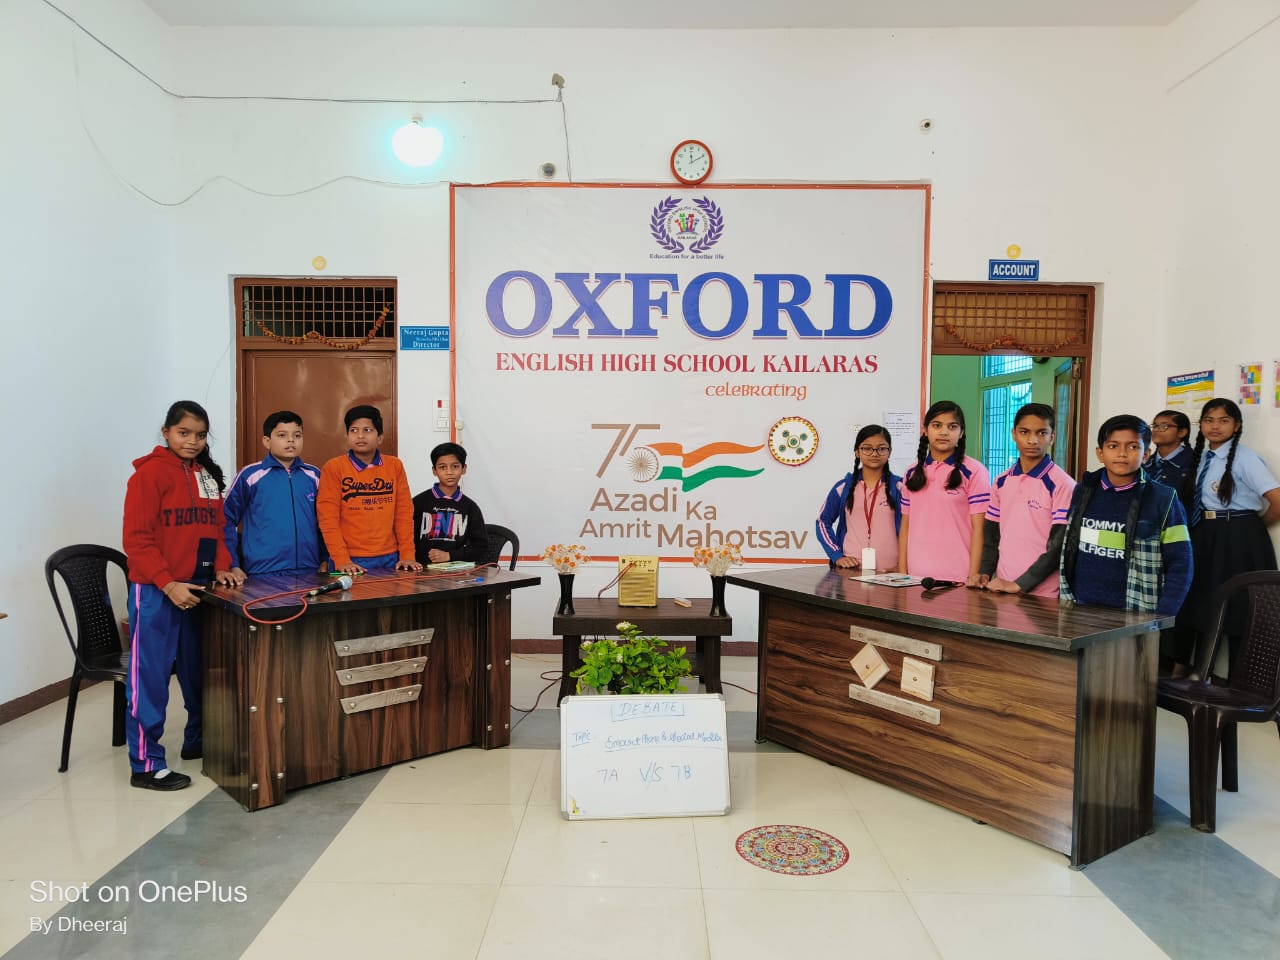 Education for a better life
OXFORD
ENGLISH HIGH SCHOOL KAILARAS
celebrating
75
Azadi Ka
Amrit Mahotsav
ACCOUNT
Neeraj Gupta
Director
THOUGH
SuperDry
DENIM
TOMMY
HILFIGER
DEBATE
Topic
7A V/S 7B
Shot on OnePlus
By Dheeraj